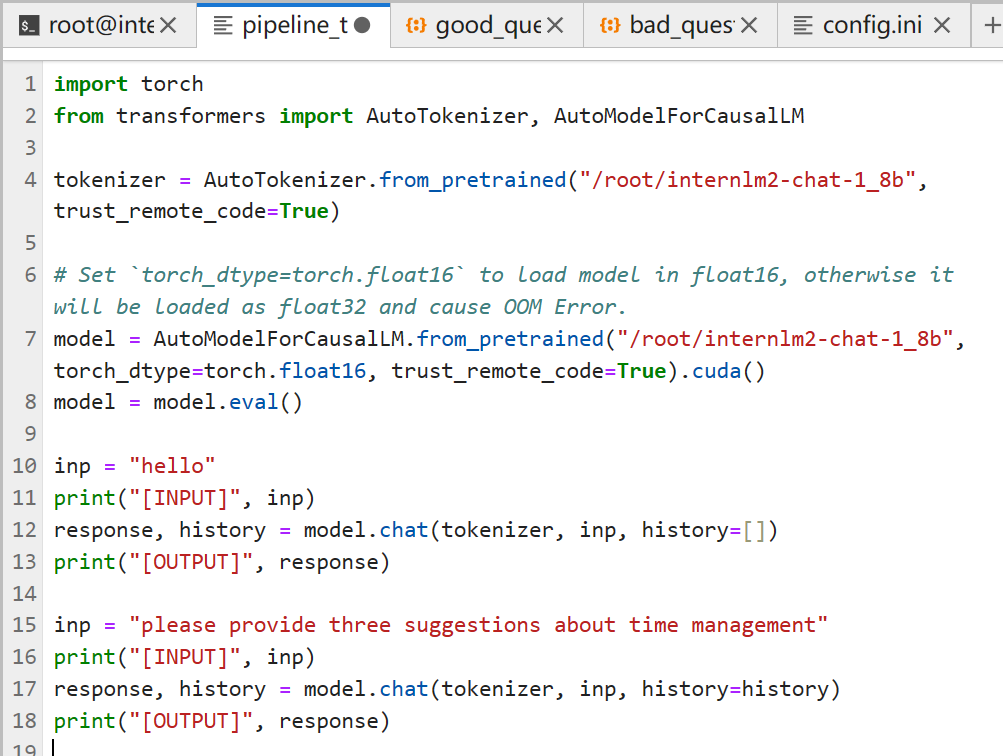 root@inte
pipeline_t
good_que
bad_ques
config.ini
1 import torch
2 from transformers import AutoTokenizer, AutoModelForCausalLM
3
4 tokenizer = AutoTokenizer.from_pretrained("/root/internlm2-chat-1_8b",
trust_remote_code=True)
5
6 # Set `torch_dtype=torch.float16` to load model in float16, otherwise it
will be loaded as float32 and cause OOM Error.
7 model = AutoModelForCausalLM.from_pretrained("/root/internlm2-chat-1_8b",
torch_dtype=torch.float16, trust_remote_code=True).cuda()
8 model = model.eval()
9
10 inp = "hello"
11 print("[INPUT]", inp)
12 response, history = model.chat(tokenizer, inp, history=[])
13 print("[OUTPUT]", response)
14
15 inp = "please provide three suggestions about time management"
16 print("[INPUT]", inp)
17 response, history = model.chat(tokenizer, inp, history=history)
18 print("[OUTPUT]", response)
19